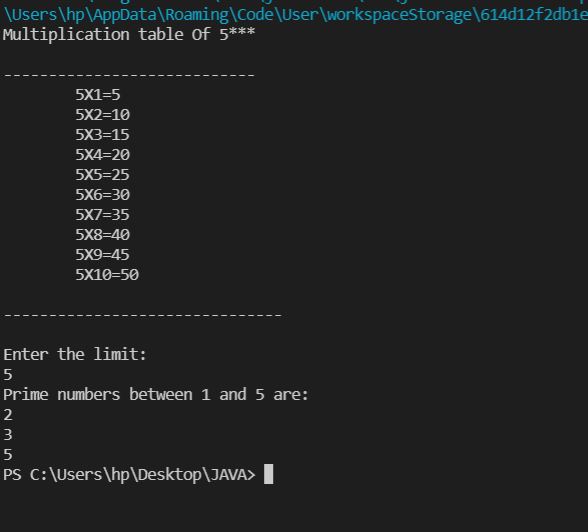 \Users\hp\AppData\Roaming\Code\User\workspaceStorage\614d12f2db1e
Multiplication table Of 5***
----------------------------
5X1=5
5X2=10
5X3=15
5X4=20
5X5=25
5X6=30
5X7=35
5X8=40
5X9=45
5X10=50
-------------------------------
Enter the limit:
5
Prime numbers between 1 and 5 are:
2
3
5
PS C:\Users\hp\Desktop\JAVA>